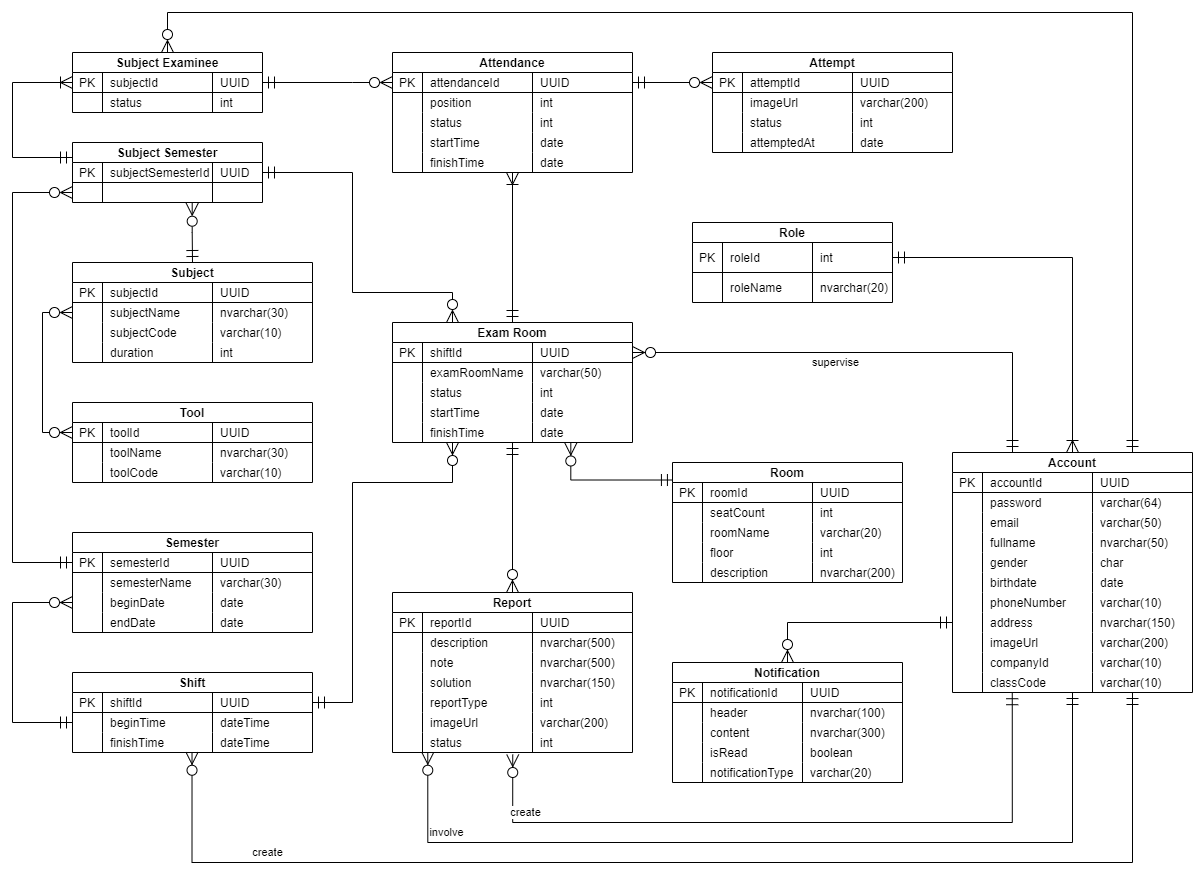 Subject Examinee
PK subjectId UUID
status int
Attendance
PK attendanceId UUID
position int
status int
startTime date
finishTime date
Attempt
PK attemptId UUID
imageUrl varchar(200)
status int
attemptedAt date
Subject Semester
PK subjectSemesterId UUID
Role
PK roleId int
roleName nvarchar(20)
Subject
PK subjectId UUID
subjectName nvarchar(30)
subjectCode varchar(10)
duration int
Exam Room
PK shiftId UUID
examRoomName varchar(50)
status int
startTime date
finishTime date
supervise
Tool
PK toolId UUID
toolName nvarchar(30)
toolCode varchar(10)
Room
PK roomId UUID
seatCount int
roomName varchar(20)
floor int
description nvarchar(200)
Account
PK accountId UUID
password varchar(64)
email varchar(50)
fullname nvarchar(50)
gender char
birthdate date
phoneNumber varchar(10)
address nvarchar(150)
imageUrl varchar(200)
companyId varchar(10)
classCode varchar(10)
Semester
PK semesterId UUID
semesterName varchar(30)
beginDate date
endDate date
Report
PK reportId UUID
description nvarchar(500)
note nvarchar(500)
solution nvarchar(150)
reportType int
imageUrl varchar(200)
status int
Shift
PK shiftId UUID
beginTime dateTime
finishTime dateTime
Notification
PK notificationId UUID
header nvarchar(100)
content nvarchar(300)
isRead boolean
notificationType varchar(20)
create
involve
create